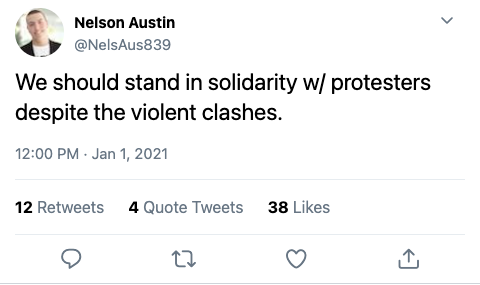 Nelson Austin
@NelsAus839
We should stand in solidarity w/ protesters
despite the violent clashes.
12:00 PM · Jan 1, 2021
12 Retweets 4 Quote Tweets 38 Likes